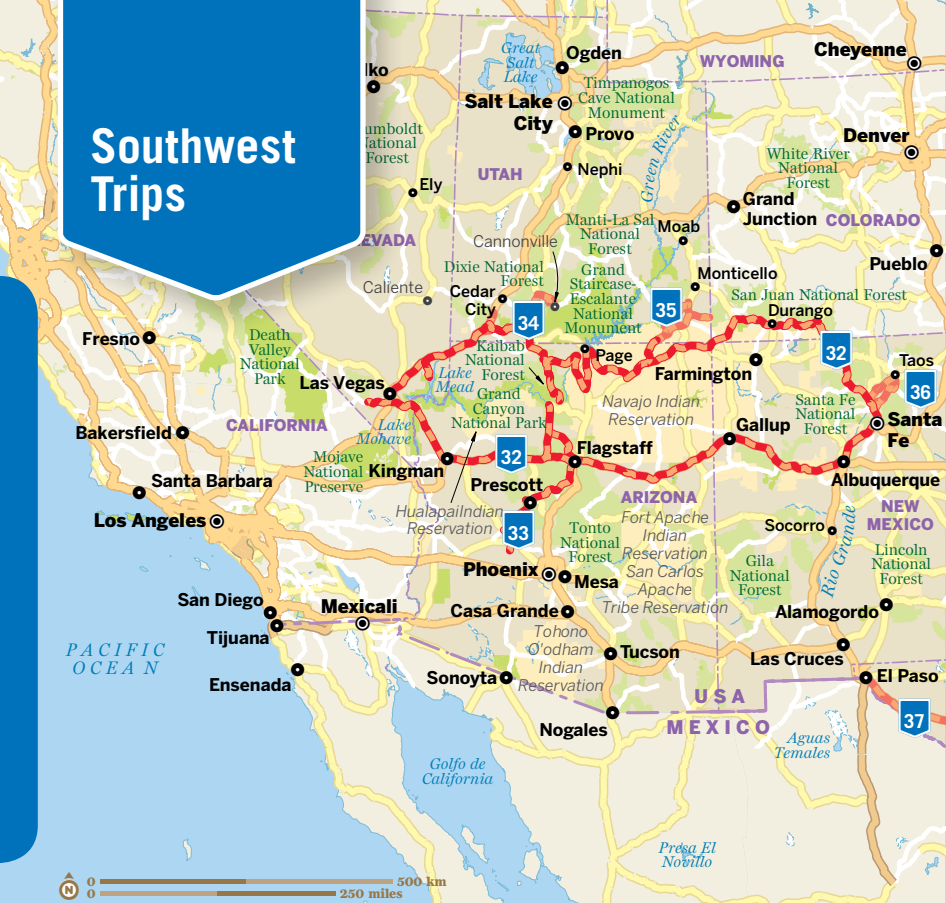 Southwest
Trips
lko
Great
Salt
Lake
Ogden
WYOMING
Cheyenne
Timpanogos
Cave National
Monument
Salt Lake
City
Provo
umboldt
National
Forest
Denver
White River
National
Forest
Nephi
UTAH
Ely
Green River
Grand
Junction
COLORADO
Manti-La Sal
National
Forest
Moab
EVADA
Cannonville
Pueblo
Dixie National
Forest
Grand
Staircase-
Escalante
National
Monument
Monticello
Caliente
Cedar
City
San Juan National Forest
34
35
Durango
Fresno
Death
Valley
National
Park
Kaibab
National
Forest
Page
32
Taos
Farmington
Las Vegas
Lake
Mead
36
Grand
Canyon
National Park
Navajo Indian
Reservation
Santa Fe
National
Forest
Santa
Fe
CALIFORNIA
Lake
Mohave
Gallup
Bakersfield
Flagstaff
32
Mojave
National
Preserve
Kingman
Santa Barbara
Prescott
Albuquerque
ARIZONA
NEW
MEXICO
Los Angeles
HualapaiIndian
Reservation
33
Tonto
National
Forest
Fort Apache
Indian
Reservation
San Carlos
Apache
Tribe Reservation
Socorro
Rio Grande
Lincoln
National
Forest
Gila
National
Forest
Phoenix
Mesa
San Diego
Mexicali
Casa Grande
Alamogordo
Tijuana
Tohono
O'odham
Indian
Reservation
PACIFIC
OCEAN
Tucson
Las Cruces
Ensenada
Sonoyta
El Paso
USA
MEXICO
37
Nogales
Aguas
Temales
Golfo de
California
Presa El
Novillo
N
0 500 km
0 250 miles